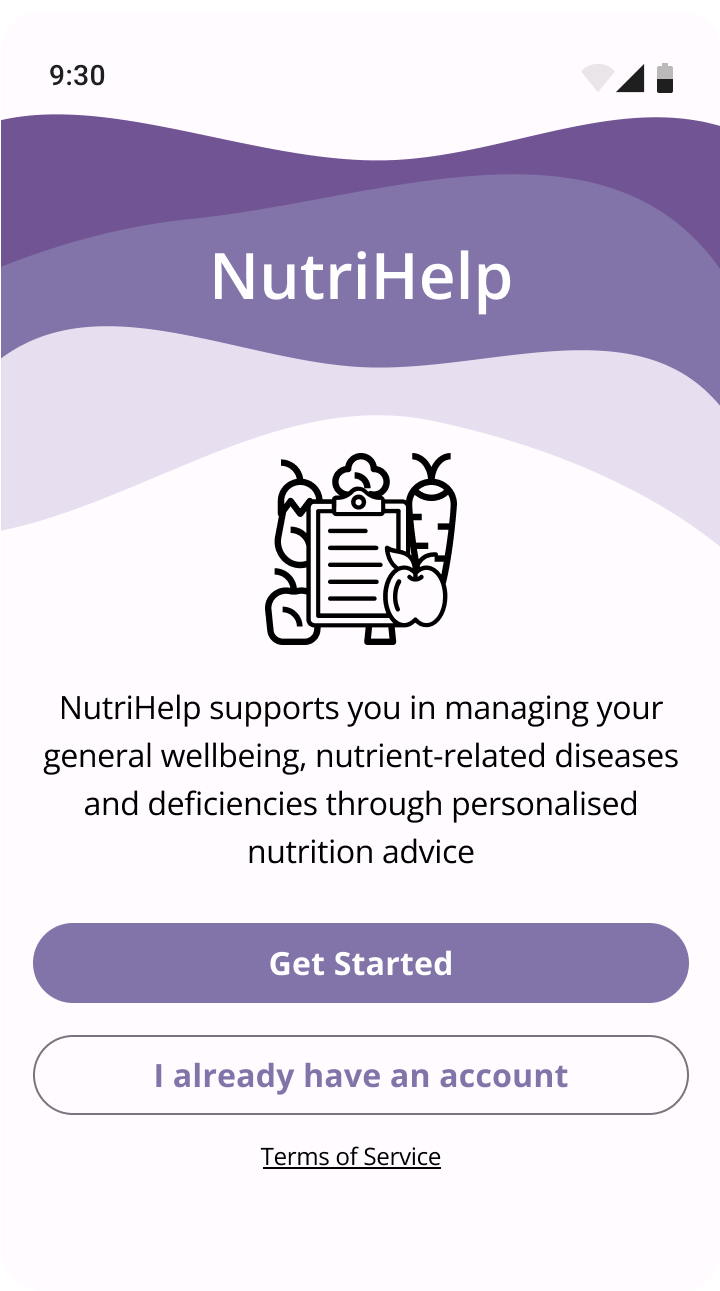 9:30
NutriHelp
NutriHelp supports you in managing your
general wellbeing, nutrient-related diseases
and deficiencies through personalised
nutrition advice
Get Started
I already have an account
Terms of Service